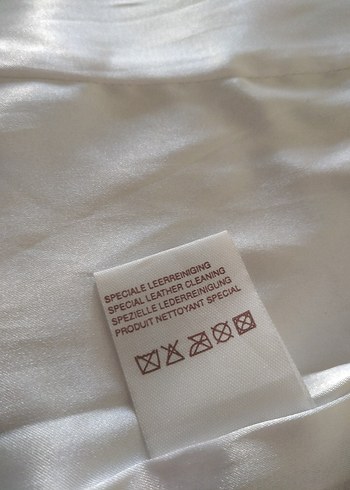 SPECIALE LEERREINIGING
SPECIAL LEATHER CLEANING
SPEZIELLE LEDERREINIGUNG
PRODUIT NETTOYANT SPECIAL